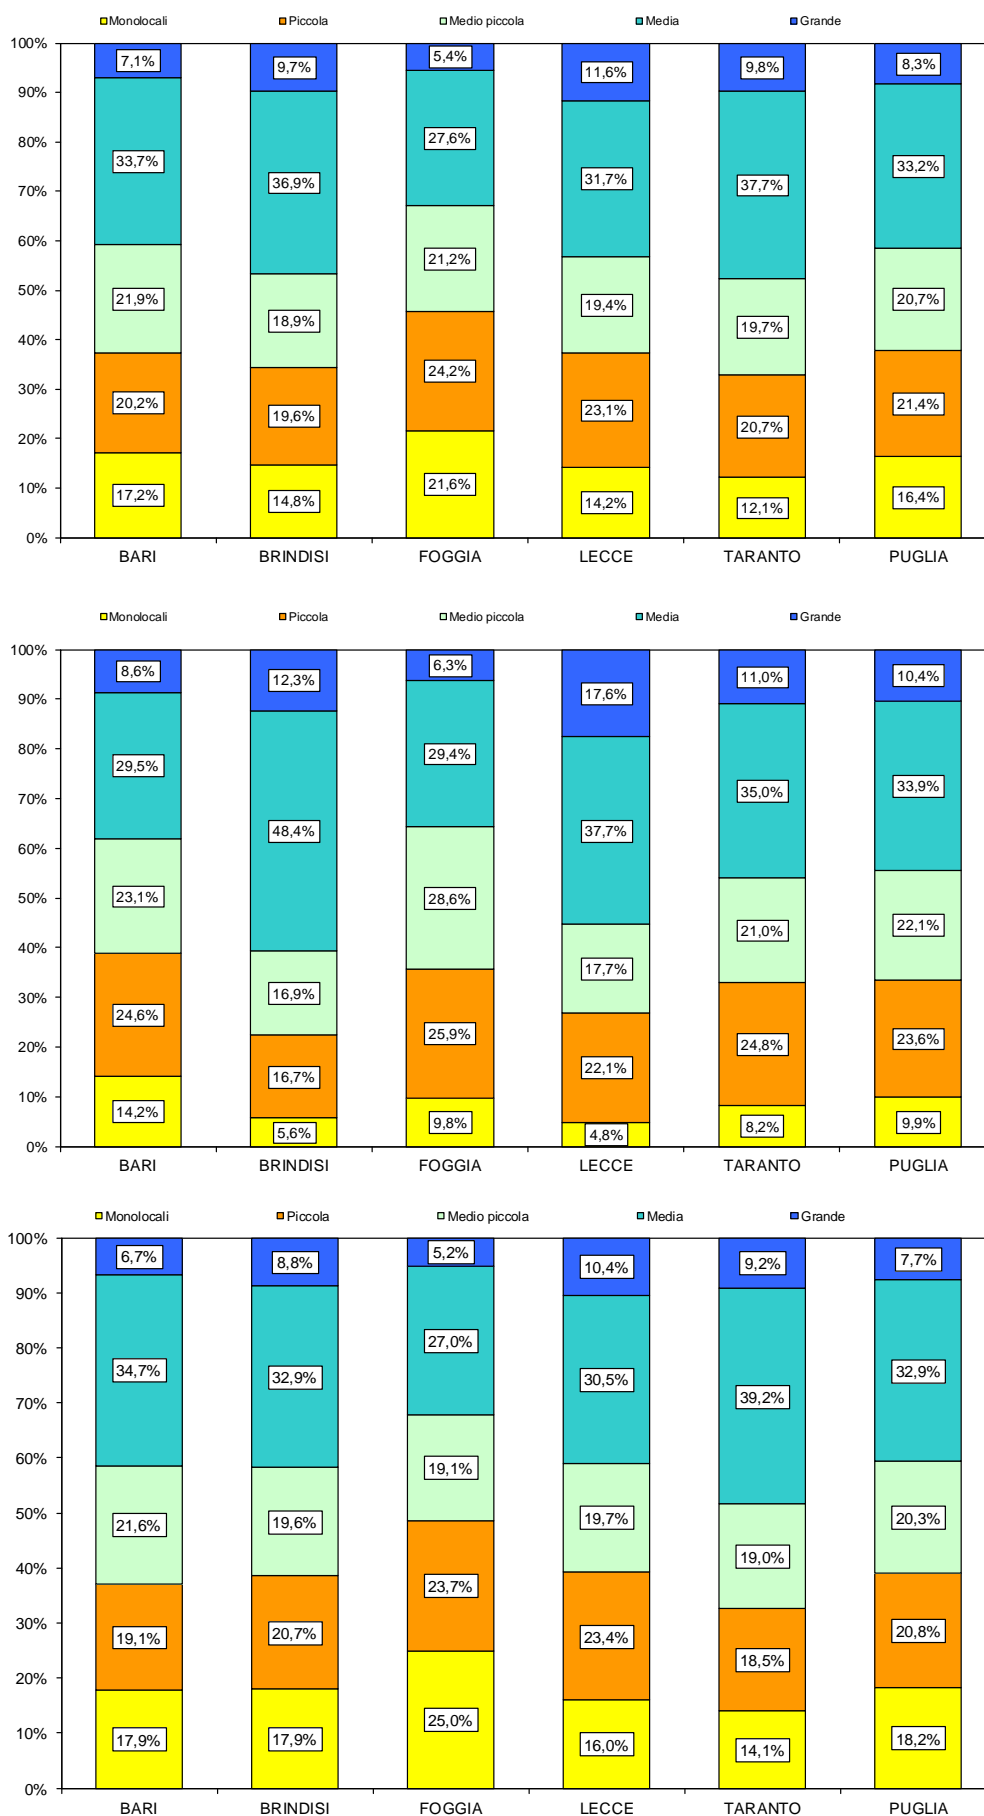 Monolocali Piccola Medio piccola Media Grande
100%
7,1% 9,7% 5,4% 11,6% 9,8% 8,3%
90%
80%
33,7% 36,9% 27,6% 31,7% 37,7% 33,2%
70%
60%
21,9% 18,9% 21,2% 19,4% 19,7% 20,7%
50%
40%
20,2% 19,6% 24,2% 23,1% 20,7% 21,4%
30%
20%
17,2% 14,8% 21,6% 14,2% 12,1% 16,4%
10%
0%
BARI BRINDISI FOGGIA LECCE TARANTO PUGLIA
Monolocali Piccola Medio piccola Media Grande
100%
8,6% 12,3% 6,3% 17,6% 11,0% 10,4%
90%
80%
29,5% 48,4% 29,4% 37,7% 35,0% 33,9%
70%
60%
23,1% 16,9% 28,6% 17,7% 21,0% 22,1%
50%
40%
24,6% 16,7% 25,9% 22,1% 24,8% 23,6%
30%
20%
14,2% 5,6% 9,8% 4,8% 8,2% 9,9%
10%
0%
BARI BRINDISI FOGGIA LECCE TARANTO PUGLIA
Monolocali Piccola Medio piccola Media Grande
100%
6,7% 8,8% 5,2% 10,4% 9,2% 7,7%
90%
80%
34,7% 32,9% 27,0% 30,5% 39,2% 32,9%
70%
60%
21,6% 19,6% 19,1% 19,7% 19,0% 20,3%
50%
40%
19,1% 20,7% 23,7% 23,4% 18,5% 20,8%
30%
20%
17,9% 17,9% 25,0% 16,0% 14,1% 18,2%
10%
0%
BARI BRINDISI FOGGIA LECCE TARANTO PUGLIA